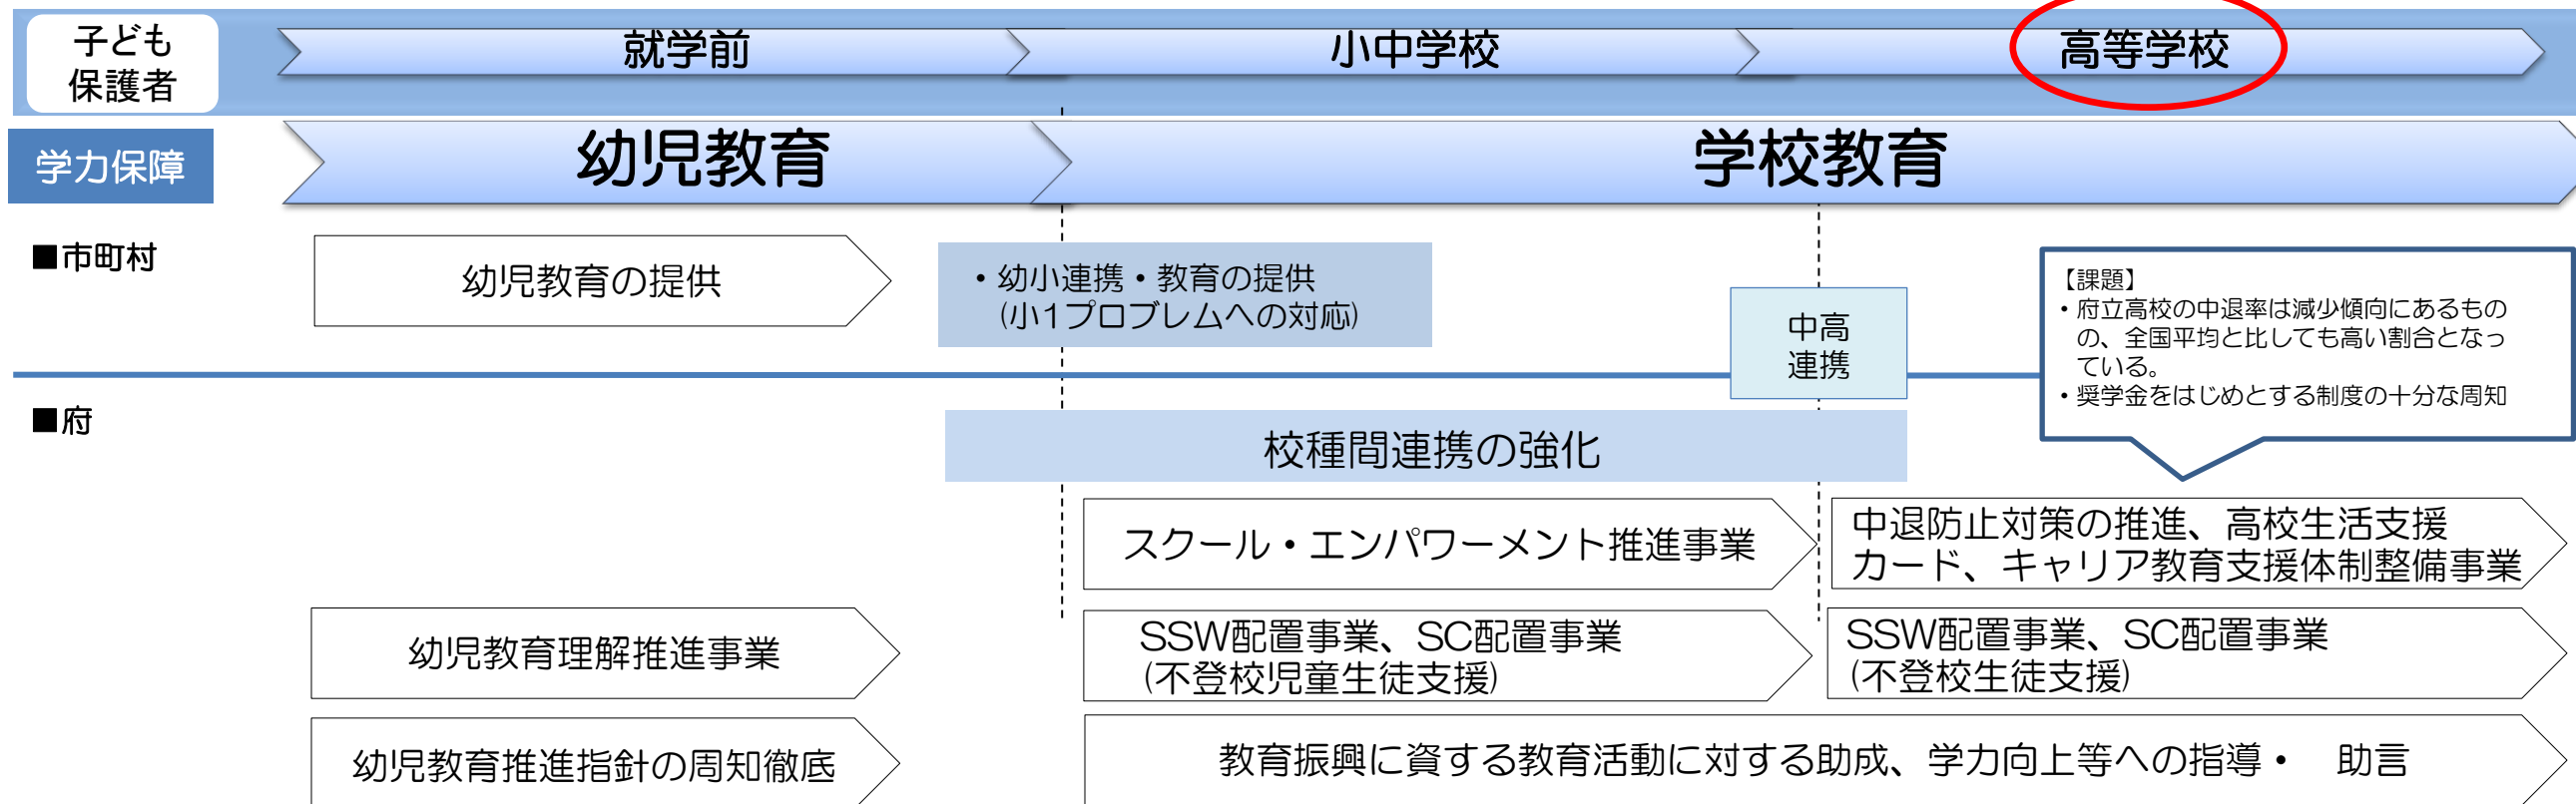 子ども
保護者
就学前
小中学校
高等学校
学力保障
幼児教育
学校教育
■市町村
幼児教育の提供
・幼小連携・教育の提供
(小1プロブレムへの対応)
中高
連携
【課題】
・府立高校の中退率は減少傾向にあるもの
の、全国平均と比しても高い割合となっ
ている。
・奨学金をはじめとする制度の十分な周知
■府
校種間連携の強化
スクール・エンパワーメント推進事業
中退防止対策の推進、高校生活支援
カード、キャリア教育支援体制整備事業
幼児教育理解推進事業
SSW配置事業、SC配置事業
(不登校児童生徒支援)
SSW配置事業、SC配置事業
(不登校生徒支援)
幼児教育推進指針の周知徹底
教育振興に資する教育活動に対する助成、学力向上等への指導・　助言